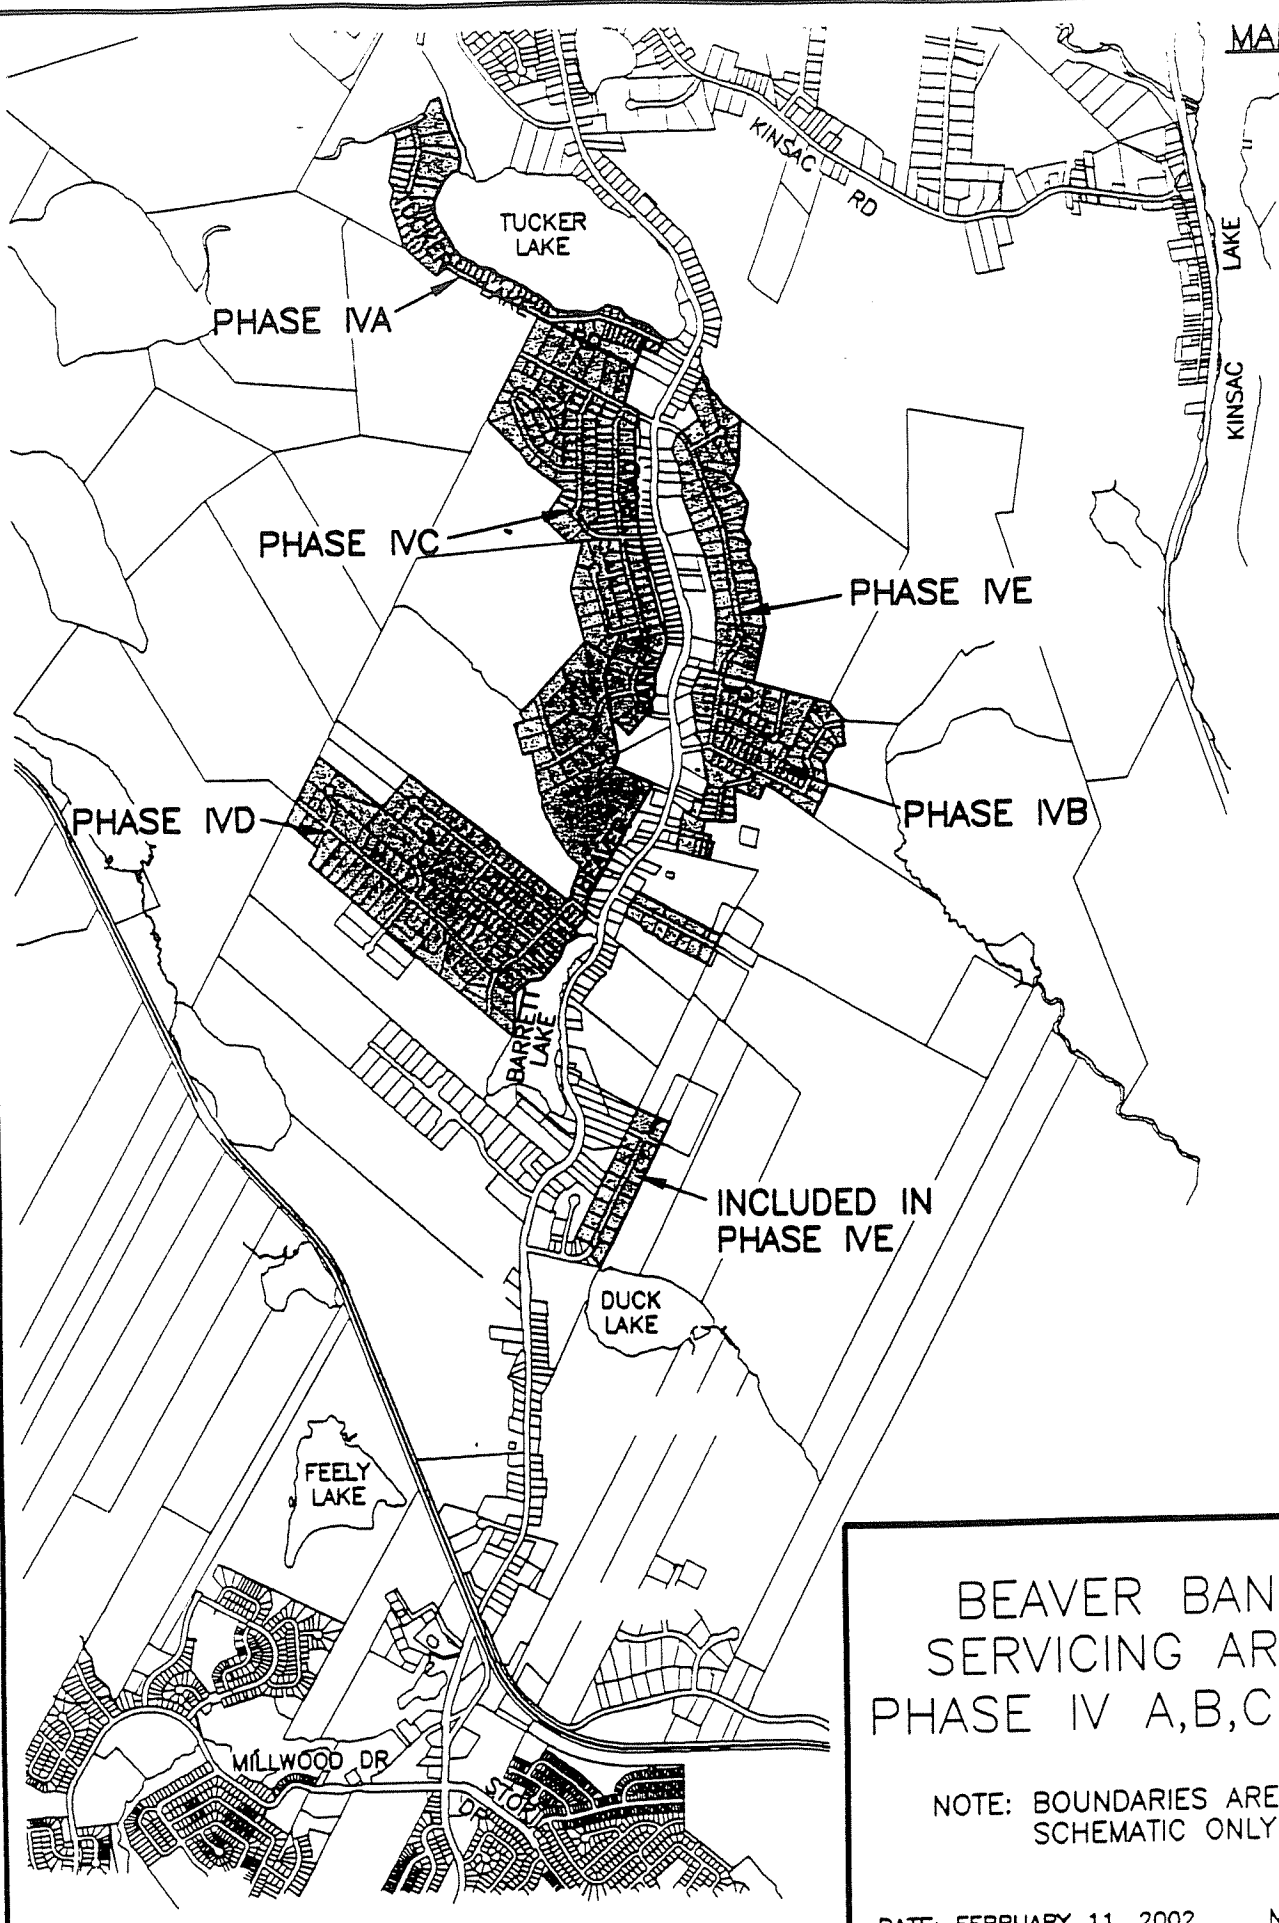 MA
KINSAC
RD
TUCKER
LAKE
LAKE
KINSAC
PHASE IVA
LAKE
PHASE IVC
PHASE IVE
PHASE IVD
PHASE IVB
BARRETT
LAKE
INCLUDED IN
PHASE IVE
DUCK
LAKE
FEELY
LAKE
MILLWOOD DR
STOKI
DR
BEAVER BAN
SERVICING AR
PHASE IV A,B,C
NOTE: BOUNDARIES ARE
SCHEMATIC ONLY
DATE: FEBRUARY 11, 2002